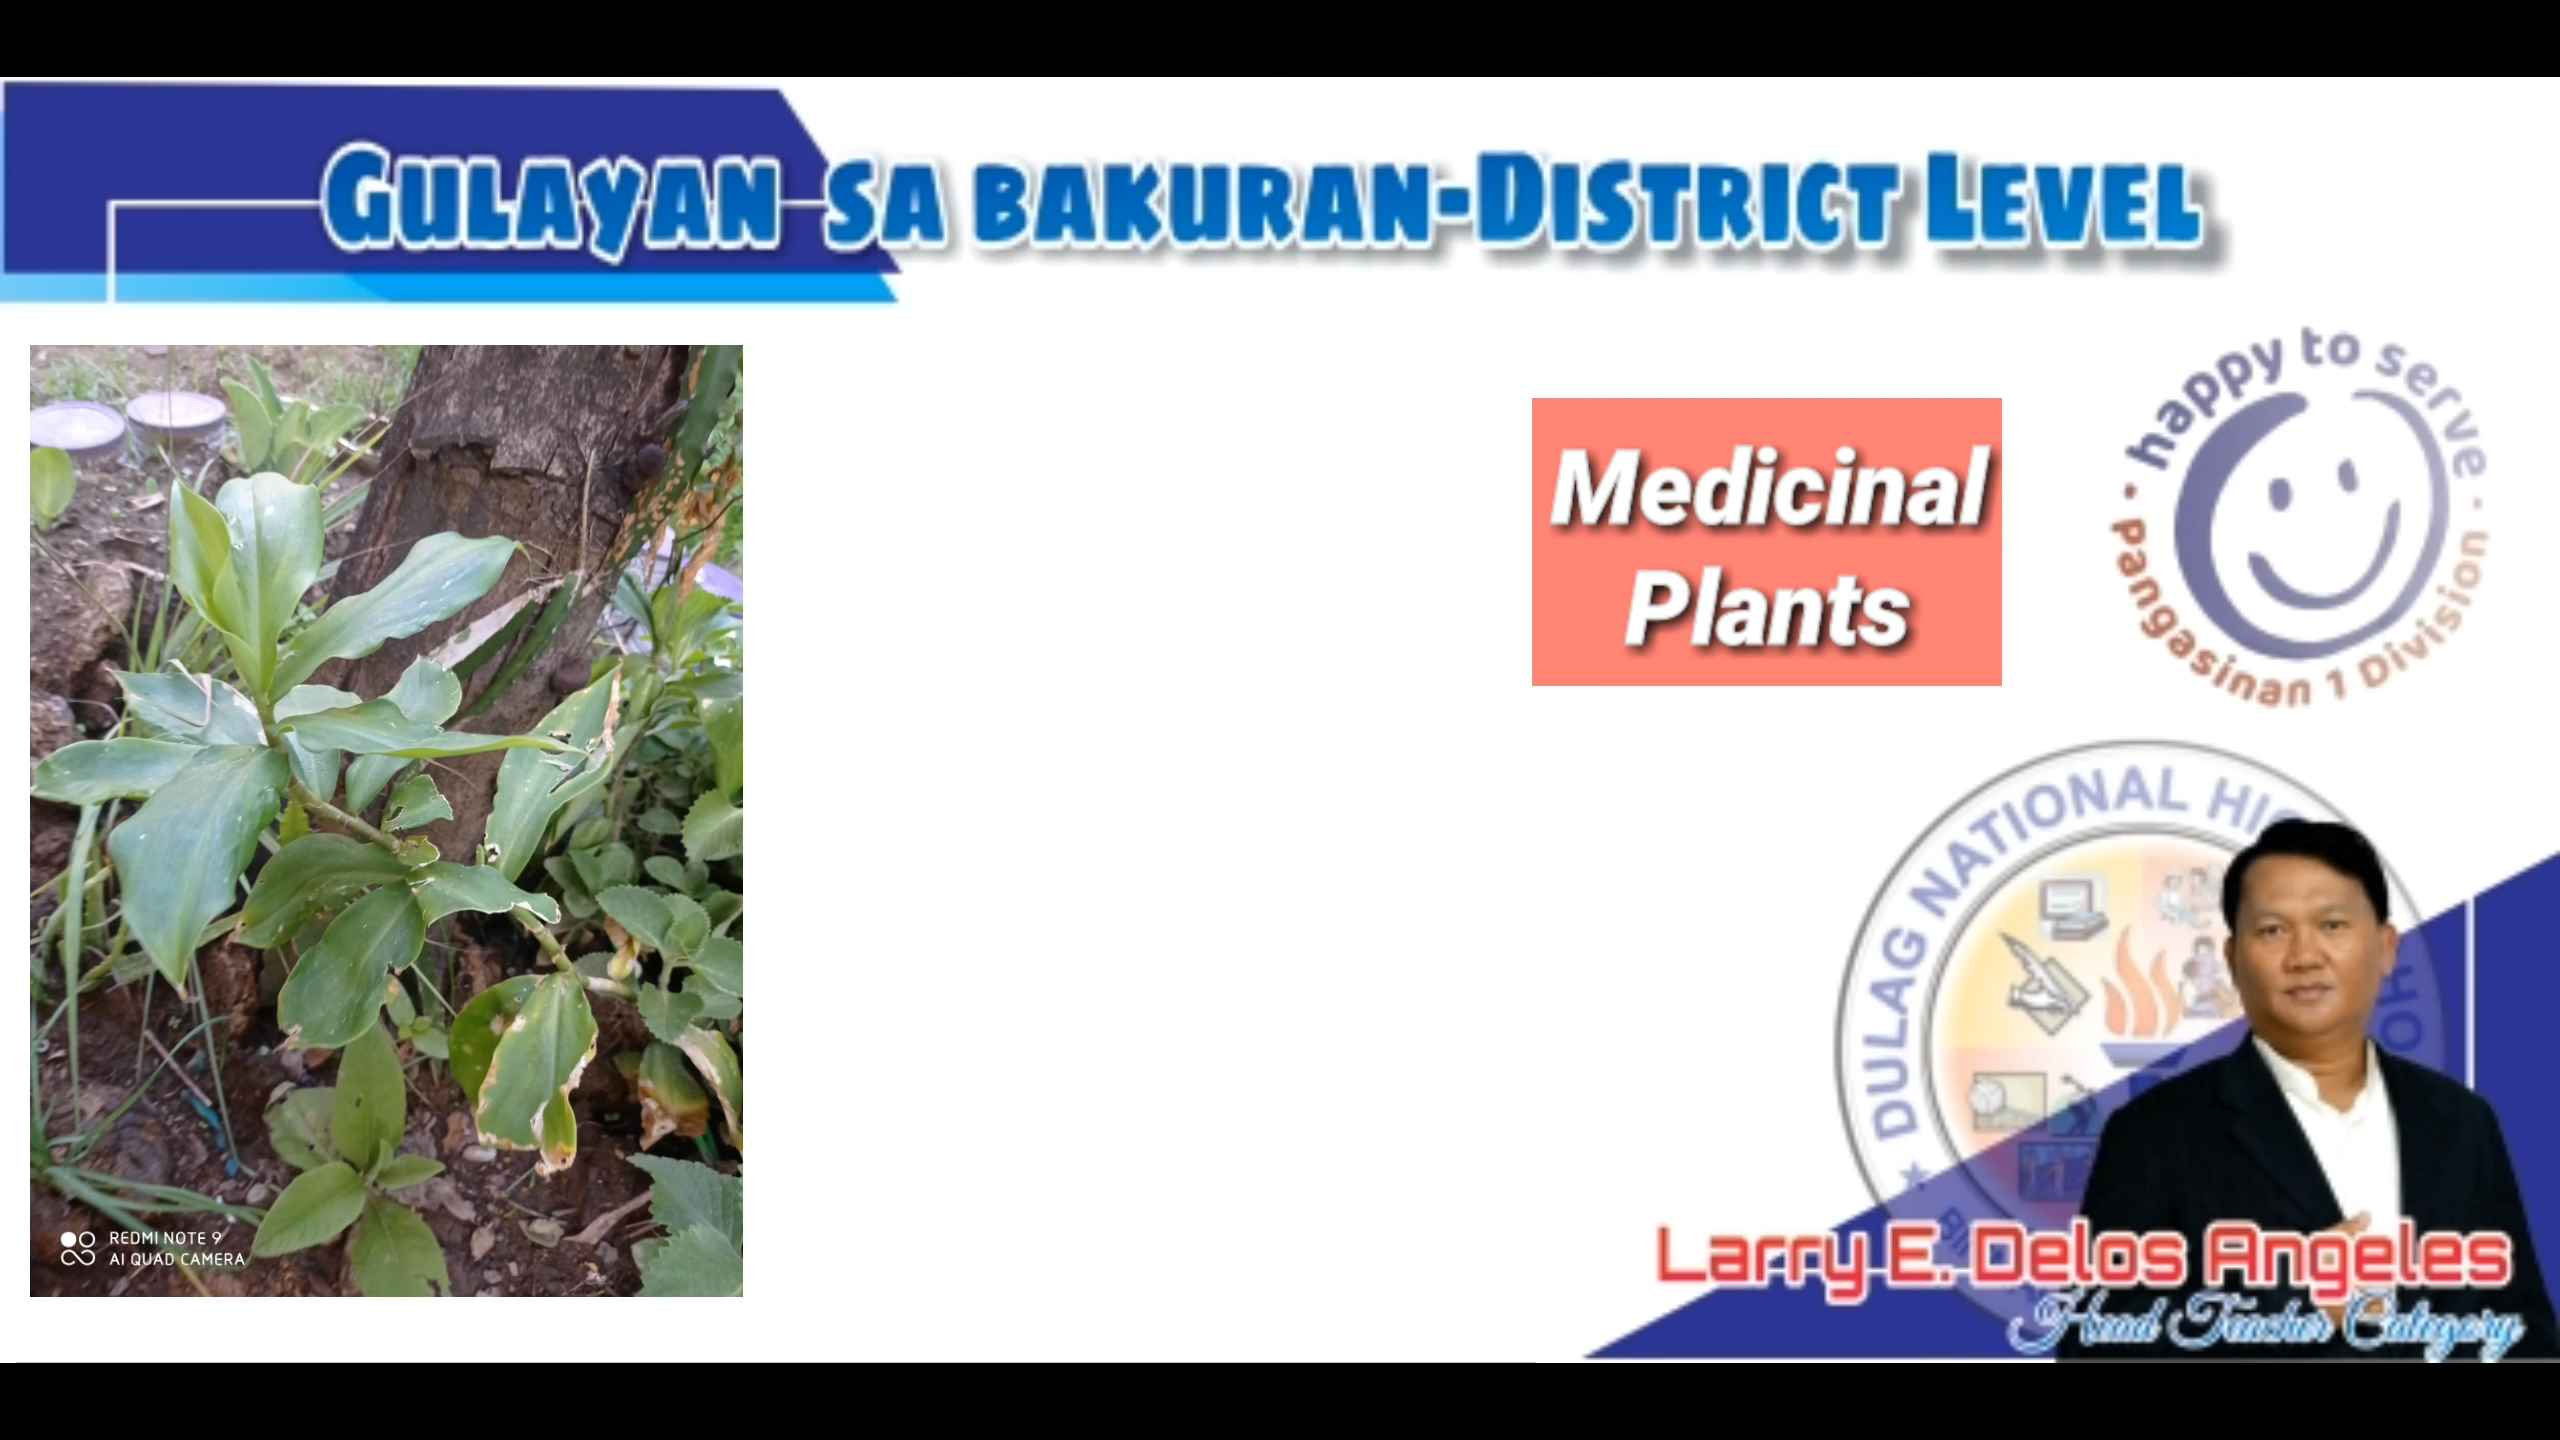 Gulayan sa bakuran-District Level
Medicinal
Plants
happy to serve
Pangasinan 1 Division
DULAG NATIONAL HIG
REDMI NOTE 9
AI QUAD CAMERA
Larry E. Delos Angeles
Head Teacher Category